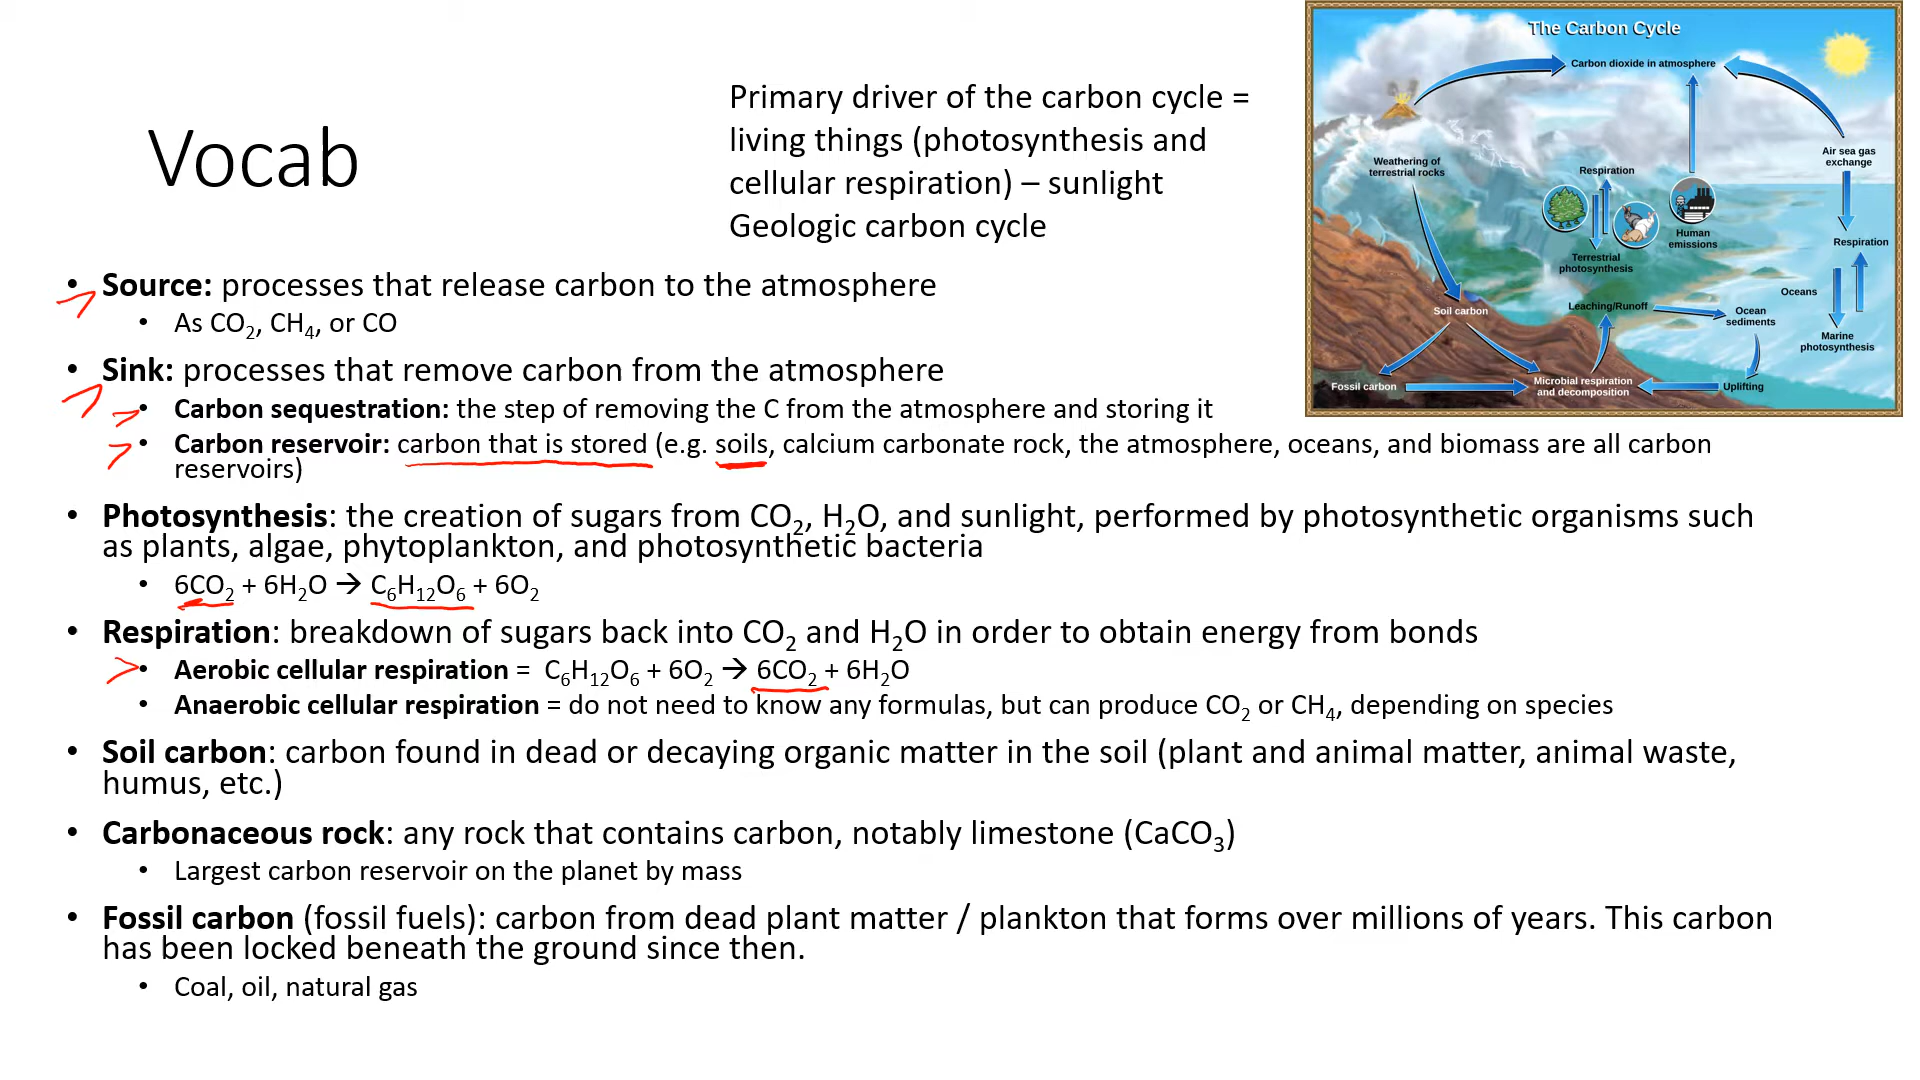 Vocab
Primary driver of the carbon cycle =
living things (photosynthesis and
cellular respiration) – sunlight
Geologic carbon cycle
The Carbon Cycle
Carbon dioxide in atmosphere
Air sea gas
exchange
Weathering of
terrestrial rocks
Respiration
Human
emissions
Respiration
Terrestrial
photosynthesis
Oceans
Leaching/Runoff
Soil carbon
Ocean
sediments
Marine
photosynthesis
Fossil carbon
Microbial respiration
and decomposition
Uplifting
• Source: processes that release carbon to the atmosphere
• As CO₂, CH₄, or CO
• Sink: processes that remove carbon from the atmosphere
• Carbon sequestration: the step of removing the C from the atmosphere and storing it
• Carbon reservoir: carbon that is stored (e.g. soils, calcium carbonate rock, the atmosphere, oceans, and biomass are all carbon
reservoirs)
• Photosynthesis: the creation of sugars from CO₂, H₂O, and sunlight, performed by photosynthetic organisms such
as plants, algae, phytoplankton, and photosynthetic bacteria
• 6CO₂ + 6H₂O → C₆H₁₂O₆ + 6O₂
• Respiration: breakdown of sugars back into CO₂ and H₂O in order to obtain energy from bonds
• Aerobic cellular respiration = C₆H₁₂O₆ + 6O₂ → 6CO₂ + 6H₂O
• Anaerobic cellular respiration = do not need to know any formulas, but can produce CO₂ or CH₄, depending on species
• Soil carbon: carbon found in dead or decaying organic matter in the soil (plant and animal matter, animal waste,
humus, etc.)
• Carbonaceous rock: any rock that contains carbon, notably limestone (CaCO₃)
• Largest carbon reservoir on the planet by mass
• Fossil carbon (fossil fuels): carbon from dead plant matter / plankton that forms over millions of years. This carbon
has been locked beneath the ground since then.
• Coal, oil, natural gas